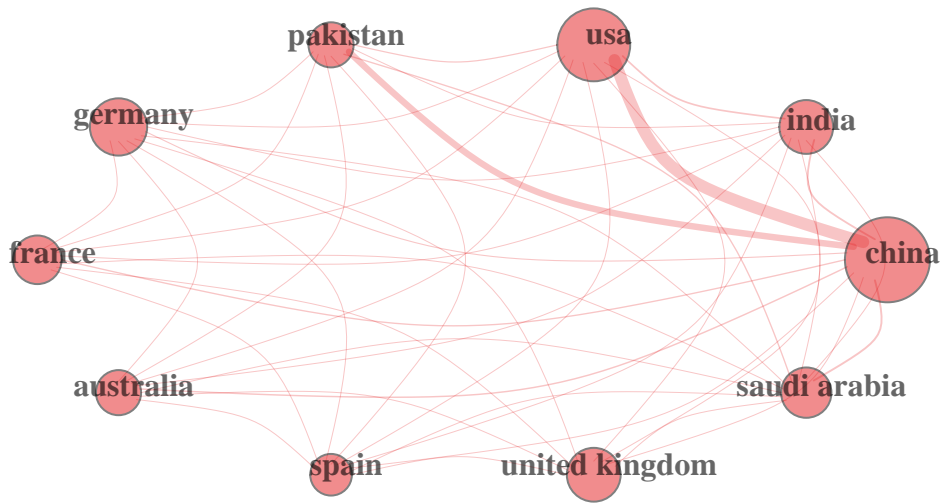 usa
pakistan
germany
india
france
china
australia
saudi arabia
spain
united kingdom